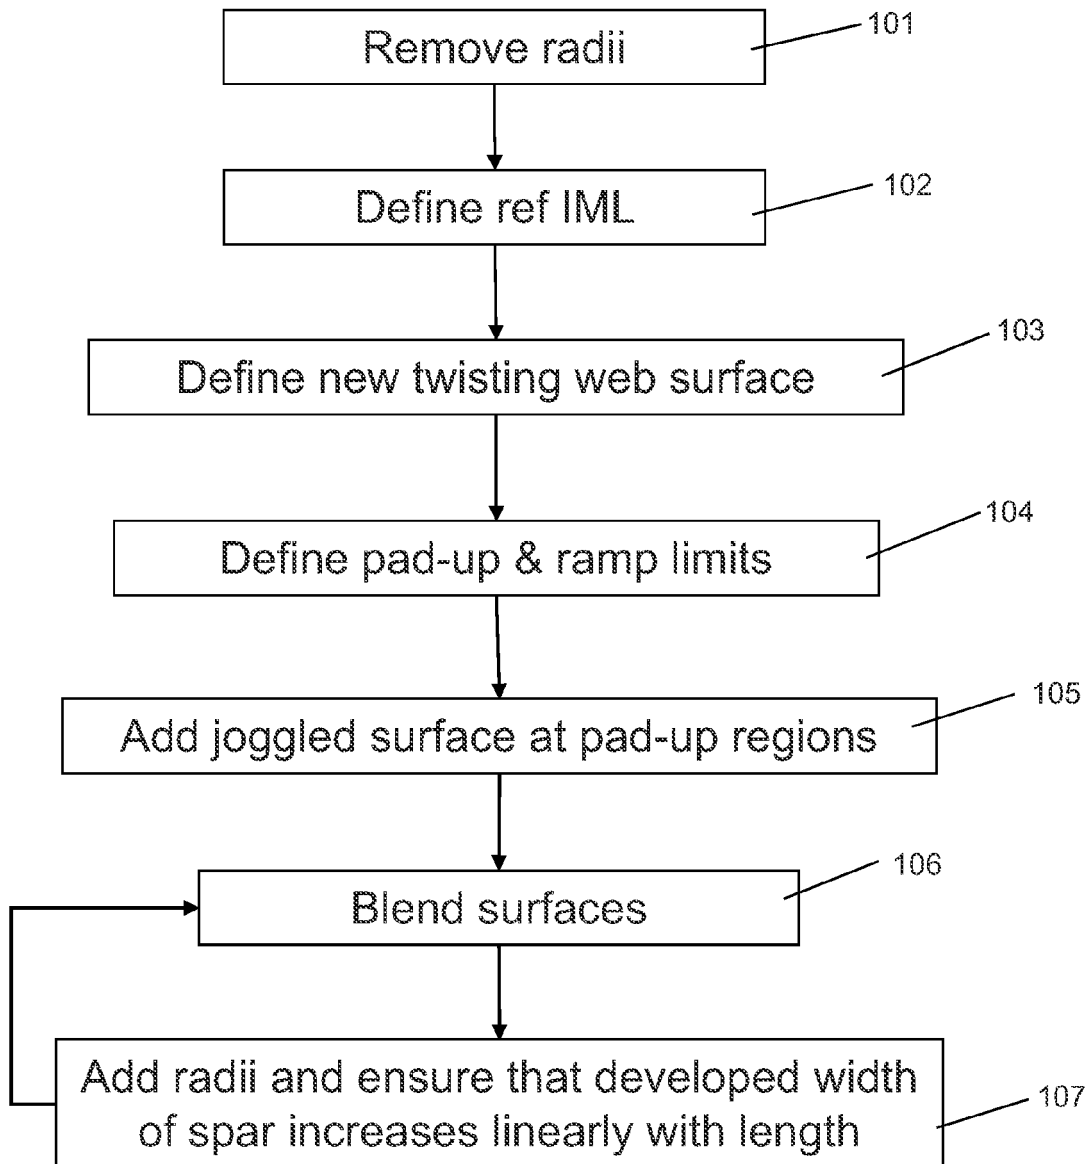 Remove radii
101
Define ref IML
102
Define new twisting web surface
103
Define pad-up & ramp limits
104
Add joggled surface at pad-up regions
105
Blend surfaces
106
Add radii and ensure that developed width
of spar increases linearly with length
107